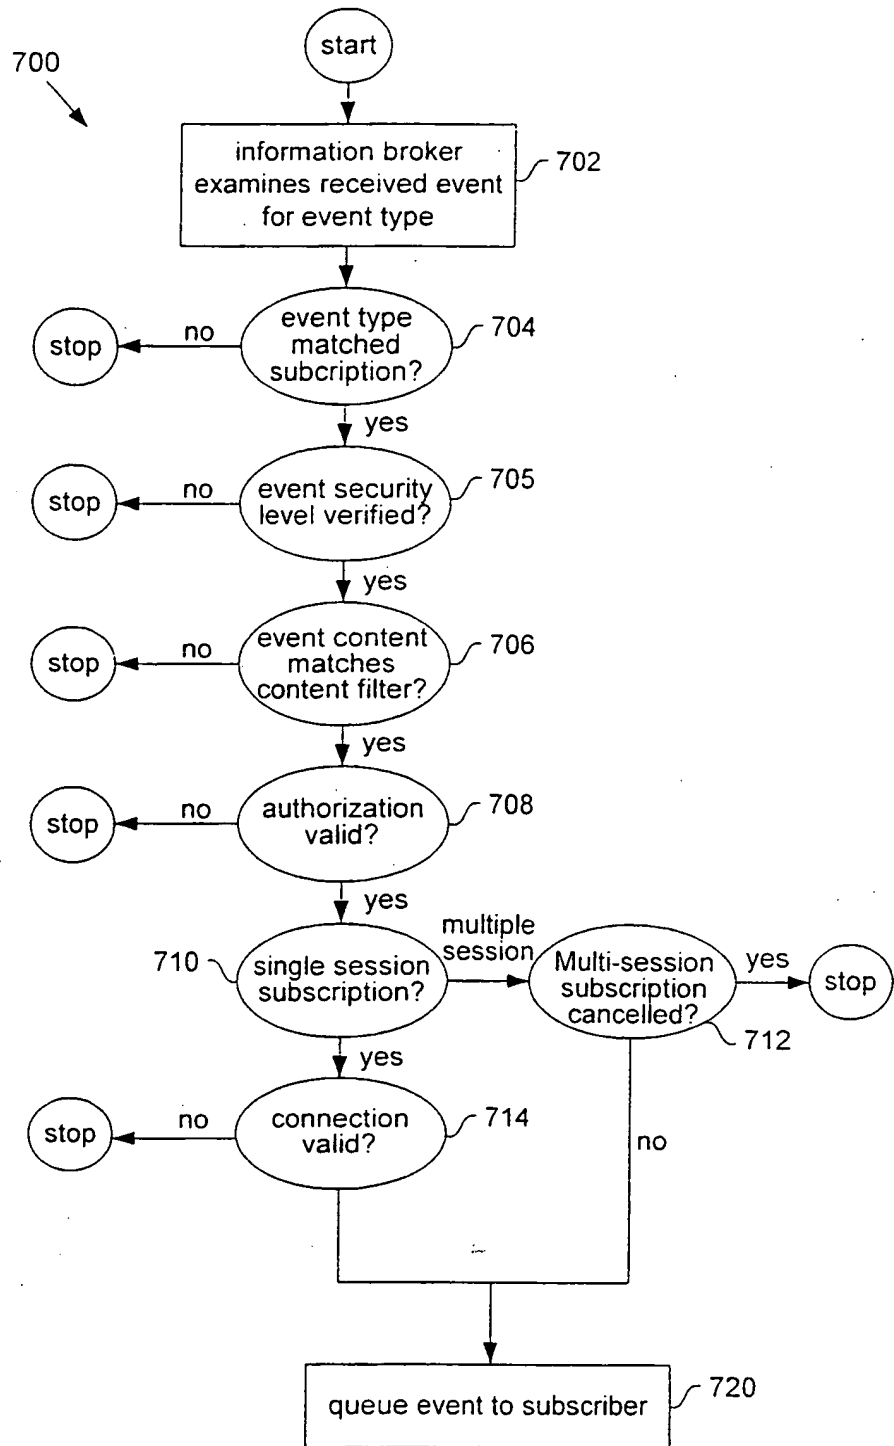 start
700
information broker
examines received event
for event type
702
event type
matched
subcription?
704
no
stop
yes
event security
level verified?
705
no
stop
yes
event content
matches
content filter?
706
no
stop
yes
authorization
valid?
708
no
stop
yes
710
single session
subscription?
multiple
session
Multi-session
subscription
cancelled?
712
yes
stop
yes
connection
valid?
714
no
stop
no
queue event to subscriber
720